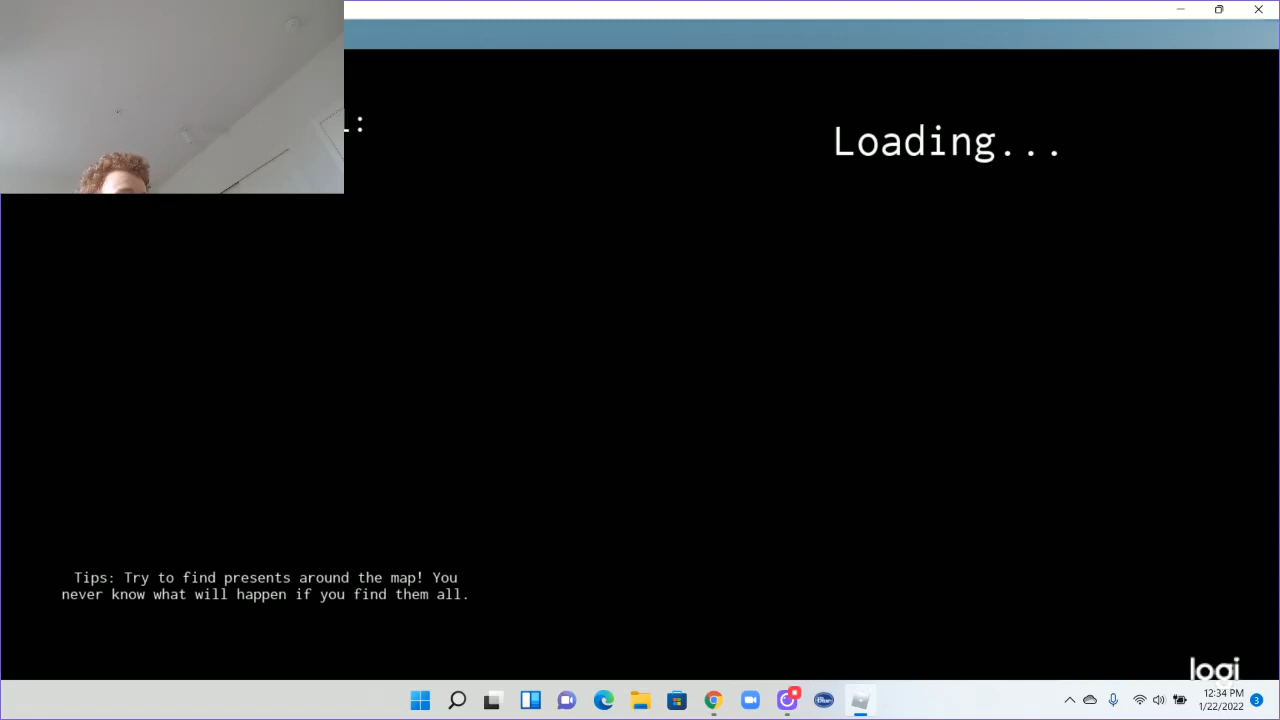 Loading...
Tips: Try to find presents around the map! You
never know what will happen if you find them all.
logi
12:34 PM
1/22/2022
3